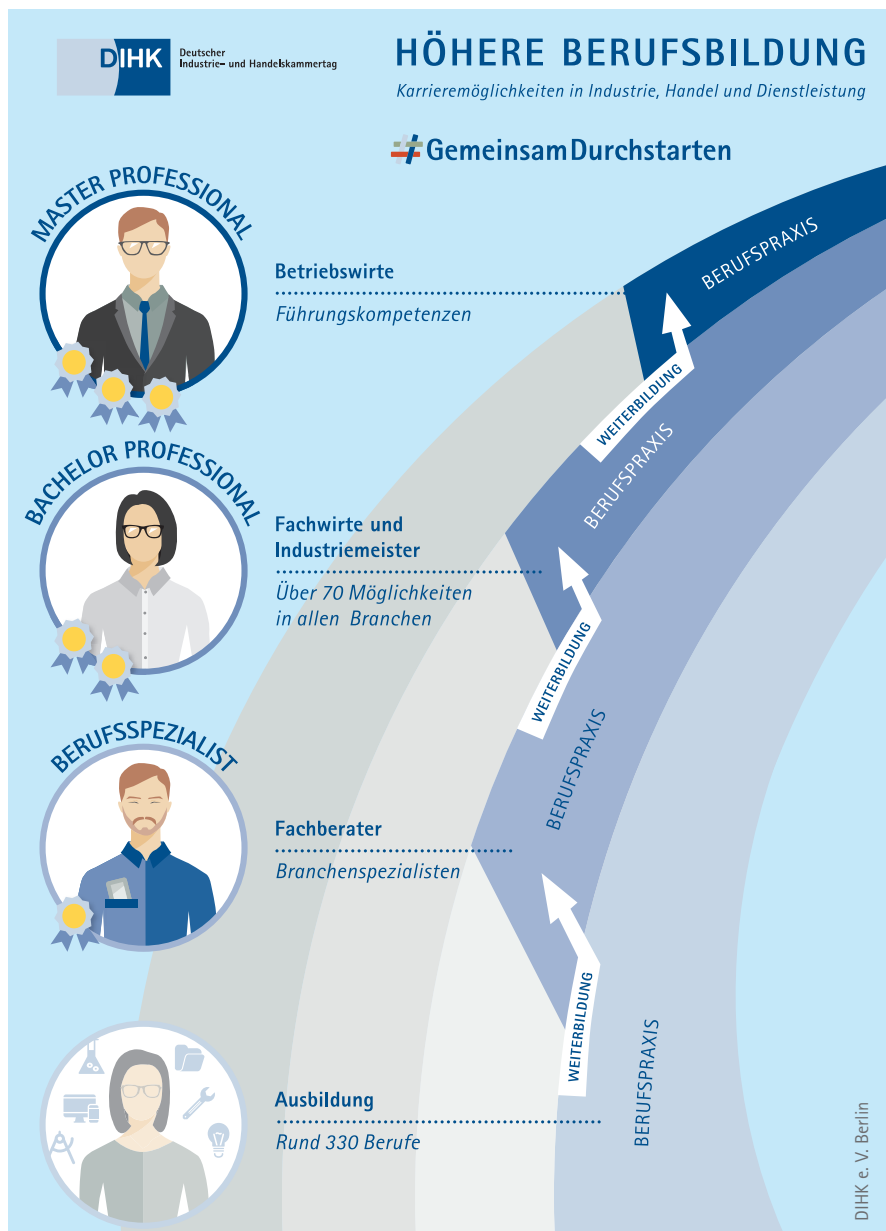 DIHK
Deutscher
Industrie- und Handelskammertag
HÖHERE BERUFSBILDUNG
Karrieremöglichkeiten in Industrie, Handel und Dienstleistung
#GemeinsamDurchstarten
MASTER PROFESSIONAL
Betriebswirte
Führungskompetenzen
BERUFSPRAXIS
WEITERBILDUNG
BACHELOR PROFESSIONAL
Fachwirte und
Industriemeister
Über 70 Möglichkeiten
in allen Branchen
BERUFSPRAXIS
WEITERBILDUNG
BERUFSSPEZIALIST
Fachberater
Branchenspezialisten
BERUFSPRAXIS
WEITERBILDUNG
Ausbildung
Rund 330 Berufe
BERUFSPRAXIS
DIHK e. V. Berlin